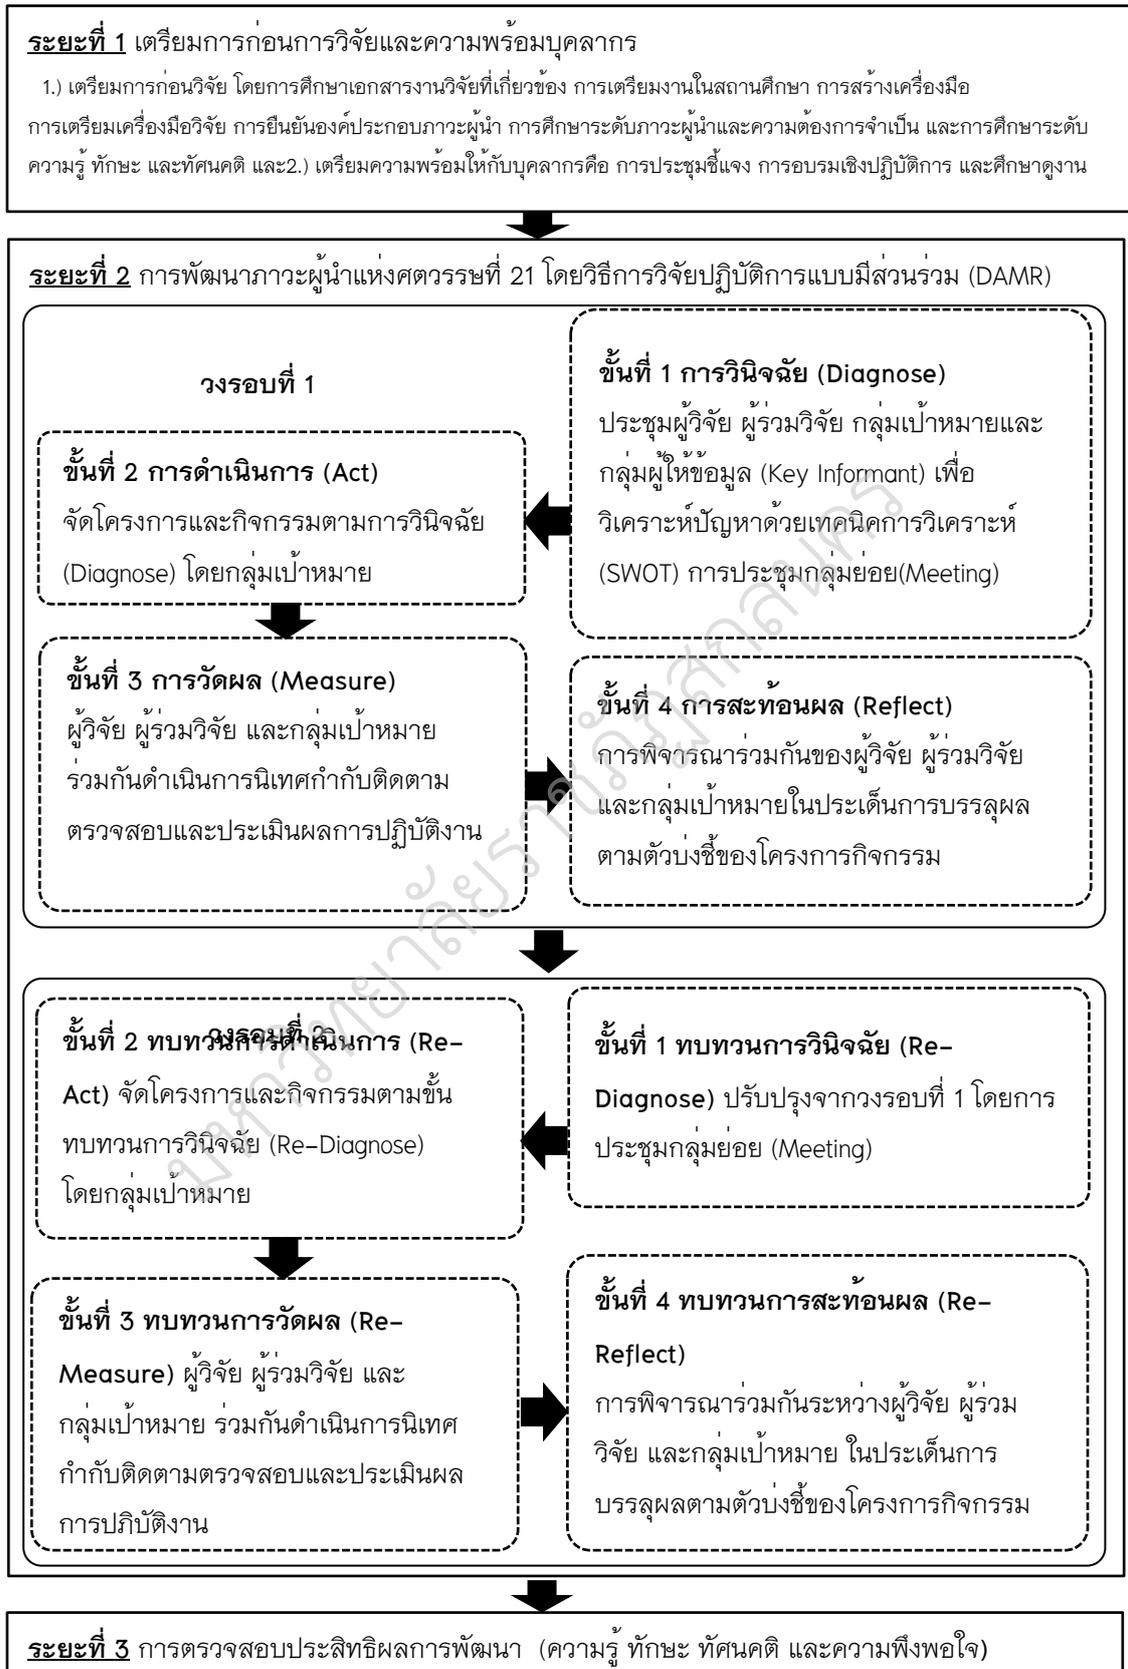 ระยะที่ 1 เตรียมการก่อนการวิจัยและความพร้อมบุคลากร
1.) เตรียมการก่อนวิจัย โดยการศึกษาเอกสารงานวิจัยที่เกี่ยวข้อง การเตรียมงานในสถานศึกษา การสร้างเครื่องมือ
การเตรียมเครื่องมือวิจัย การยืนยันองค์ประกอบภาวะผู้นำ การศึกษาระดับภาวะผู้นำและความต้องการจำเป็น และการศึกษาระดับ
ความรู้ ทักษะ และทัศนคติ และ2.) เตรียมความพร้อมให้กับบุคลากรคือ การประชุมชี้แจง การอบรมเชิงปฏิบัติการ และศึกษาดูงาน
ระยะที่ 2 การพัฒนาภาวะผู้นำแห่งศตวรรษที่ 21 โดยวิธีการวิจัยปฏิบัติการแบบมีส่วนร่วม (DAMR)
วงรอบที่ 1
ขั้นที่ 1 การวินิจฉัย (Diagnose)
ประชุมผู้วิจัย ผู้ร่วมวิจัย กลุ่มเป้าหมายและ
กลุ่มผู้ให้ข้อมูล (Key Informant) เพื่อ
วิเคราะห์ปัญหาด้วยเทคนิคการวิเคราะห์
(SWOT) การประชุมกลุ่มย่อย(Meeting)
ขั้นที่ 2 การดำเนินการ (Act)
จัดโครงการและกิจกรรมตามการวินิจฉัย
(Diagnose) โดยกลุ่มเป้าหมาย
ขั้นที่ 3 การวัดผล (Measure)
ผู้วิจัย ผู้ร่วมวิจัย และกลุ่มเป้าหมาย
ร่วมกันดำเนินการนิเทศกำกับติดตาม
ตรวจสอบและประเมินผลการปฏิบัติงาน
ขั้นที่ 4 การสะท้อนผล (Reflect)
การพิจารณาร่วมกันของผู้วิจัย ผู้ร่วมวิจัย
และกลุ่มเป้าหมายในประเด็นการบรรลุผล
ตามตัวบ่งชี้ของโครงการกิจกรรม
วงรอบที่ 2
ขั้นที่ 1 ทบทวนการวินิจฉัย (Re-
Diagnose) ปรับปรุงจากวงรอบที่ 1 โดยการ
ประชุมกลุ่มย่อย (Meeting)
ขั้นที่ 2 ทบทวนการดำเนินการ (Re-
Act) จัดโครงการและกิจกรรมตามขั้น
ทบทวนการวินิจฉัย (Re-Diagnose)
โดยกลุ่มเป้าหมาย
ขั้นที่ 3 ทบทวนการวัดผล (Re-
Measure) ผู้วิจัย ผู้ร่วมวิจัย และ
กลุ่มเป้าหมาย ร่วมกันดำเนินการนิเทศ
กำกับติดตามตรวจสอบและประเมินผล
การปฏิบัติงาน
ขั้นที่ 4 ทบทวนการสะท้อนผล (Re-
Reflect)
การพิจารณาร่วมกันระหว่างผู้วิจัย ผู้ร่วม
วิจัย และกลุ่มเป้าหมาย ในประเด็นการ
บรรลุผลตามตัวบ่งชี้ของโครงการกิจกรรม
ระยะที่ 3 การตรวจสอบประสิทธิผลการพัฒนา (ความรู้ ทักษะ ทัศนคติ และความพึงพอใจ)
มหาวิทยาลัยราชภัฏสกลนคร